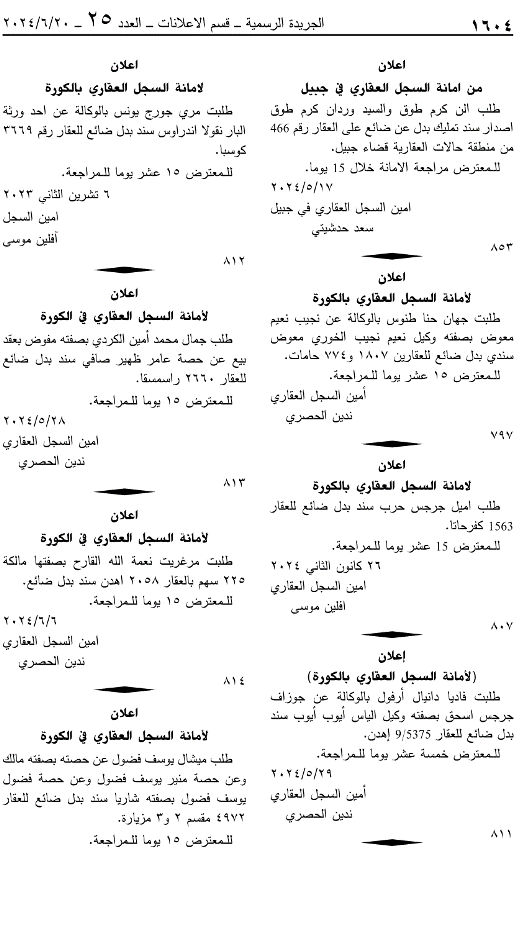 ١٦٠٤
الجريدة الرسمية ـ قسم الاعلانات ـ العدد ٢٥ ـ ٢٠٢٤/٦/٢٠
اعلان
من امانة السجل العقاري في جبيل
طلب الن كرم طوق والسيد وردان كرم طوق
اصدار سند تمليك بدل عن ضائع على العقار رقم 466
من منطقة حالات العقارية قضاء جبيل.
للمعترض مراجعة الامانة خلال 15 يوما.
٢٠٢٤/٥/١٧
امين السجل العقاري في جبيل
سعد حدشيتي
٨٥٣
اعلان
لأمانة السجل العقاري بالكورة
طلبت جهان حنا طنوس بالوكالة عن نجيب نعيم
معوض بصفته وكيل نعيم نجيب الخوري معوض
سندي بدل ضائع للعقارين ١٨٠٧ و٧٧٤ حامات.
للمعترض ١٥ عشر يوما للمراجعة.
أمين السجل العقاري
ندين الحصري
٧٩٧
اعلان
لامانة السجل العقاري بالكورة
طلب اميل جرجس حرب سند بدل ضائع للعقار
1563 كفرحاتا.
للمعترض 15 عشر يوما للمراجعة.
٢٦ كانون الثاني ٢٠٢٤
امين السجل العقاري
افلين موسى
٨٠٧
إعلان
(لأمانة السجل العقاري بالكورة)
طلبت فاديا دانيال أرفول بالوكالة عن جوزاف
جرجس اسحق بصفته وكيل الياس أيوب أيوب سند
بدل ضائع للعقار 9/5375 إهدن.
للمعترض خمسة عشر يوما للمراجعة.
٢٠٢٤/٥/٢٩
أمين السجل العقاري
ندين الحصري
٨١١
اعلان
لامانة السجل العقاري بالكورة
طلبت مري جورج يونس بالوكالة عن احد ورثة
البار نقولا اندراوس سند بدل ضائع للعقار رقم ٣٦٦٩
كوسبا.
للمعترض ١٥ عشر يوما للمراجعة.
٦ تشرين الثاني ٢٠٢٣
امين السجل
أفلين موسى
٨١٢
اعلان
لأمانة السجل العقاري في الكورة
طلب جمال محمد أمين الكردي بصفته مفوض بعقد
بيع عن حصة عامر ظهير صافي سند بدل ضائع
للعقار ٢٦٦٠ راسمسقا.
للمعترض ١٥ يوما للمراجعة.
٢٠٢٤/٥/٢٨
امين السجل العقاري
ندين الحصري
٨١٣
اعلان
لأمانة السجل العقاري في الكورة
طلبت مرغريت نعمة الله القارح بصفتها مالكة
٢٢٥ سهم بالعقار ٢٠٥٨ اهدن سند بدل ضائع.
للمعترض ١٥ يوما للمراجعة.
٢٠٢٤/٦/٦
امين السجل العقاري
ندين الحصري
٨١٤
اعلان
لأمانة السجل العقاري في الكورة
طلب ميشال يوسف فضول عن حصته بصفته مالك
وعن حصة منير يوسف فضول وعن حصة فضول
يوسف فضول بصفته شاريا سند بدل ضائع للعقار
٤٩٧٢ مقسم ٢ و٣ مزيارة.
للمعترض ١٥ يوما للمراجعة.